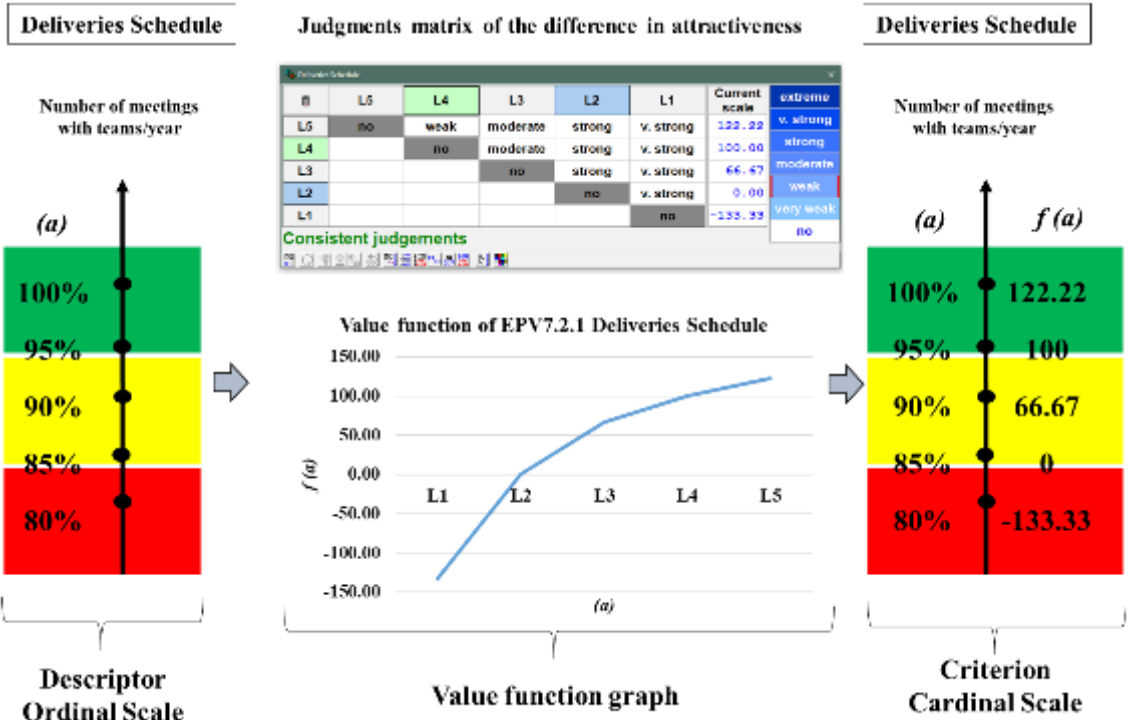 Deliveries Schedule
Number of meetings
with teams/year
(a)
100%
95%
90%
85%
80%
Descriptor
Ordinal Scale
Judgments matrix of the difference in attractiveness
Deliveries Schedule
L5 L4 L3 L2 L1 Current scale
L5 no weak moderate strong v. strong 122.22
L4 no moderate strong v. strong 100.00
L3 no strong v. strong 66.67
L2 no v. strong 0.00
L1 no -133.33
extreme
v. strong
strong
moderate
weak
very weak
no
Consistent judgements
Value function of EPV7.2.1 Deliveries Schedule
150.00
100.00
50.00
0.00
-50.00
-100.00
-150.00
f (a)
L1 L2 L3 L4 L5
(a)
Value function graph
Deliveries Schedule
Number of meetings
with teams/year
(a) f (a)
100% 122.22
95% 100
90% 66.67
85% 0
80% -133.33
Criterion
Cardinal Scale